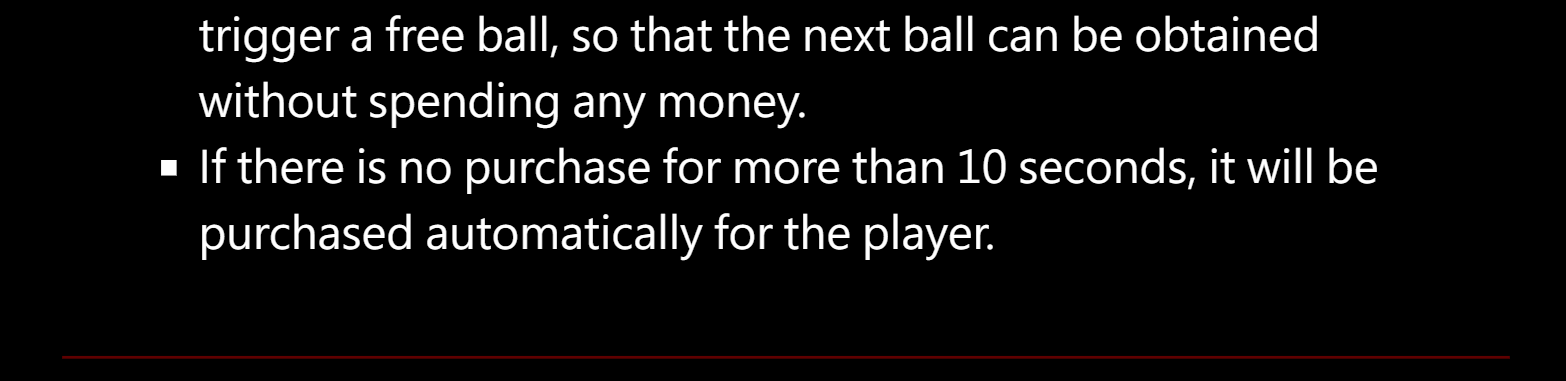 trigger a free ball, so that the next ball can be obtained
without spending any money.
▪ If there is no purchase for more than 10 seconds, it will be
purchased automatically for the player.